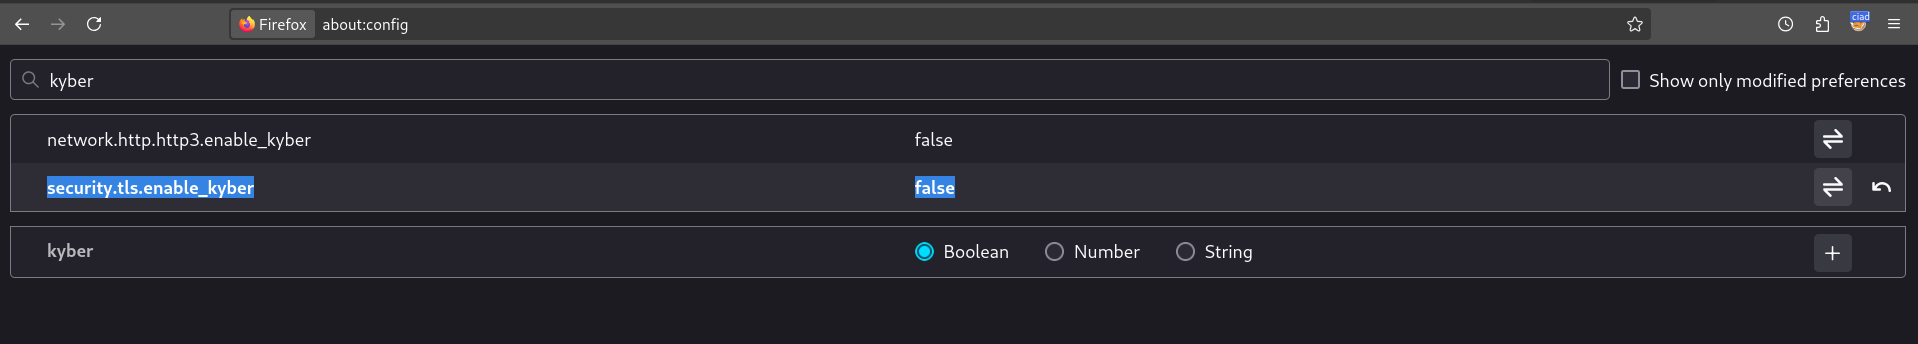 Firefox about:config ciad
kyber Show only modified preferences
network.http.http3.enable_kyber false
security.tls.enable_kyber false
kyber Boolean Number String